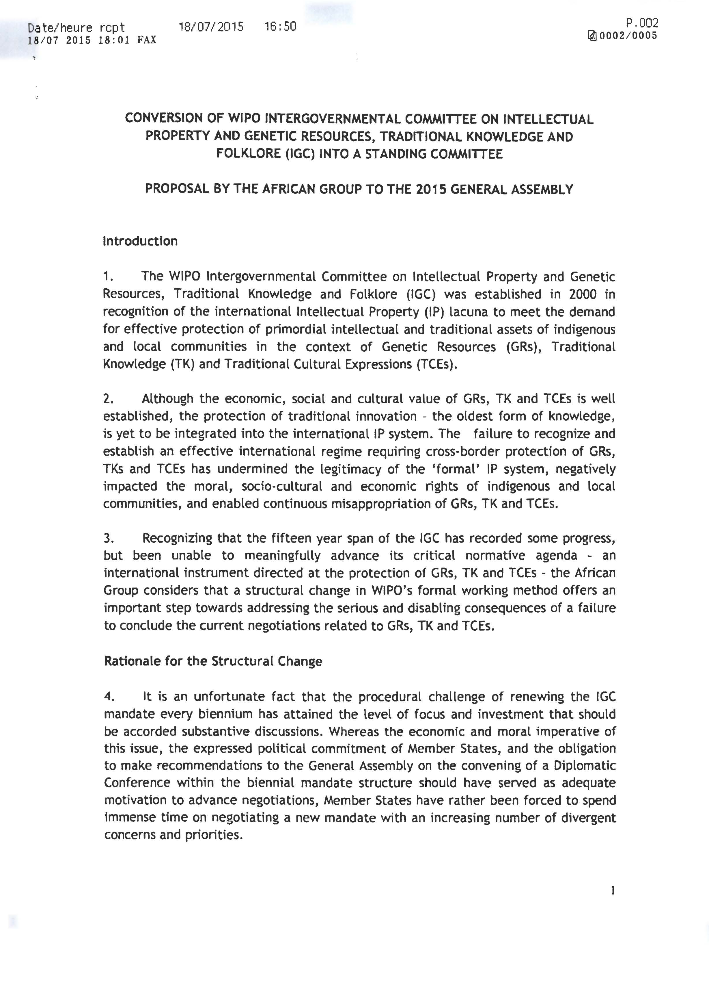 Date/heure rcpt 18/07/2015 16:50 P.002
18/07 2015 18:01 FAX 0002/0005
CONVERSION OF WIPO INTERGOVERNMENTAL COMMITTEE ON INTELLECTUAL
PROPERTY AND GENETIC RESOURCES, TRADITIONAL KNOWLEDGE AND
FOLKLORE (IGC) INTO A STANDING COMMITTEE
PROPOSAL BY THE AFRICAN GROUP TO THE 2015 GENERAL ASSEMBLY
Introduction
1. The WIPO Intergovernmental Committee on Intellectual Property and Genetic
Resources, Traditional Knowledge and Folklore (IGC) was established in 2000 in
recognition of the international Intellectual Property (IP) lacuna to meet the demand
for effective protection of primordial intellectual and traditional assets of indigenous
and local communities in the context of Genetic Resources (GRs), Traditional
Knowledge (TK) and Traditional Cultural Expressions (TCEs).
2. Although the economic, social and cultural value of GRs, TK and TCEs is well
established, the protection of traditional innovation - the oldest form of knowledge,
is yet to be integrated into the international IP system. The failure to recognize and
establish an effective international regime requiring cross-border protection of GRs,
TKs and TCEs has undermined the legitimacy of the ‘formal’ IP system, negatively
impacted the moral, socio-cultural and economic rights of indigenous and local
communities, and enabled continuous misappropriation of GRs, TK and TCEs.
3. Recognizing that the fifteen year span of the IGC has recorded some progress,
but been unable to meaningfully advance its critical normative agenda - an
international instrument directed at the protection of GRs, TK and TCEs - the African
Group considers that a structural change in WIPO’s formal working method offers an
important step towards addressing the serious and disabling consequences of a failure
to conclude the current negotiations related to GRs, TK and TCEs.
Rationale for the Structural Change
4. It is an unfortunate fact that the procedural challenge of renewing the IGC
mandate every biennium has attained the level of focus and investment that should
be accorded substantive discussions. Whereas the economic and moral imperative of
this issue, the expressed political commitment of Member States, and the obligation
to make recommendations to the General Assembly on the convening of a Diplomatic
Conference within the biennial mandate structure should have served as adequate
motivation to advance negotiations, Member States have rather been forced to spend
immense time on negotiating a new mandate with an increasing number of divergent
concerns and priorities.
1